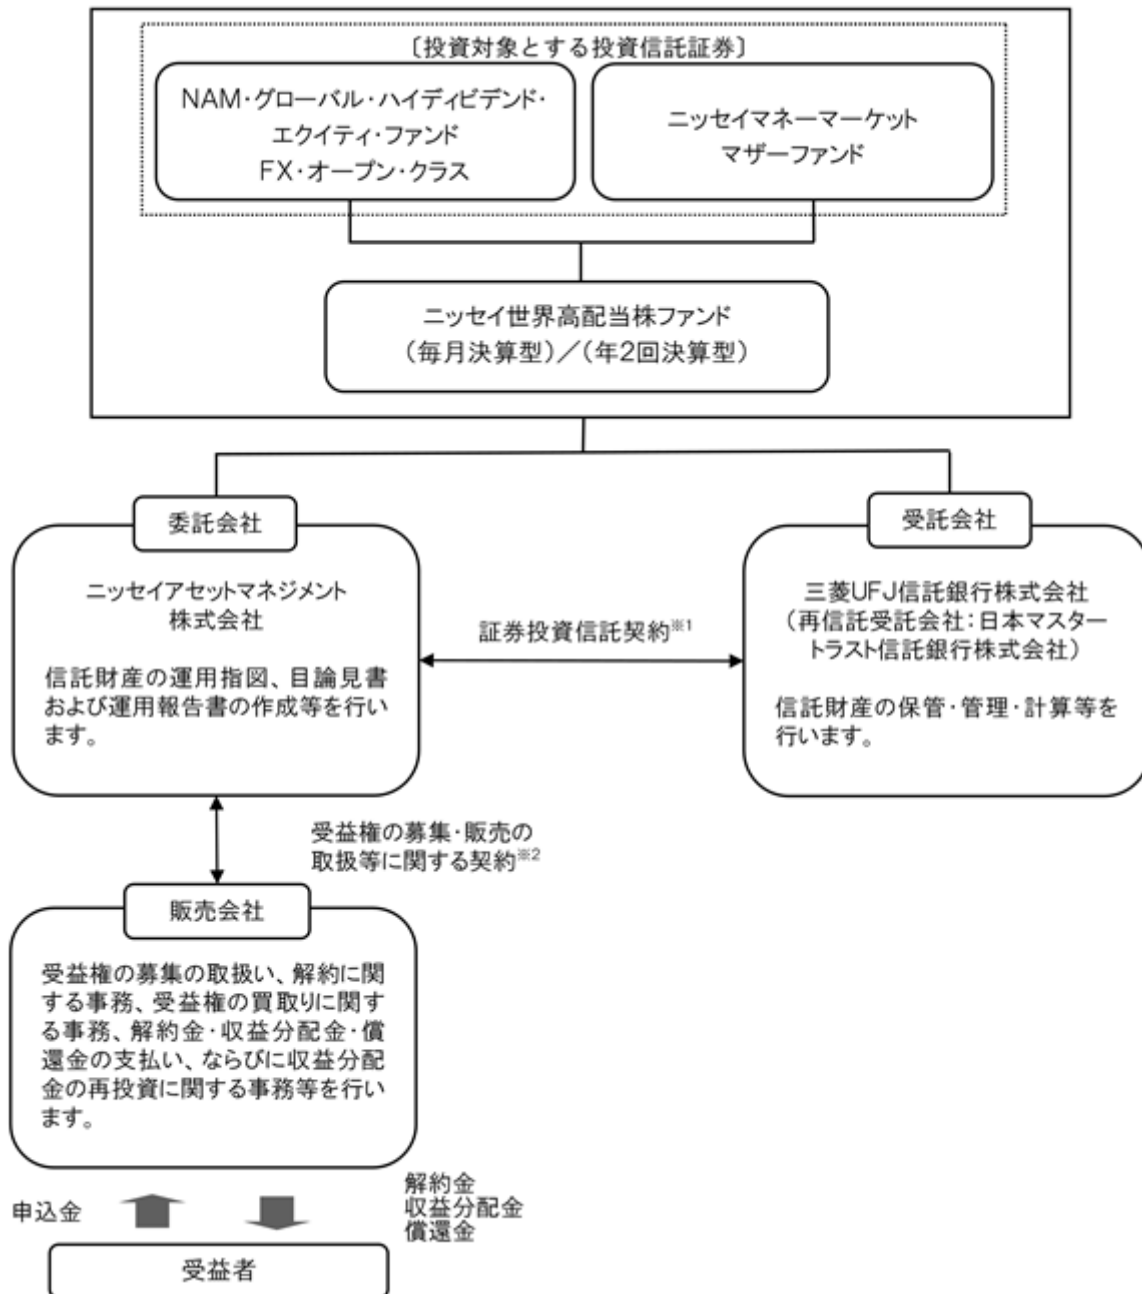 〔投資対象とする投資信託証券〕
NAM・グローバル・ハイディビデンド・
エクイティ・ファンド
FX・オープン・クラス
ニッセイマネーマーケット
マザーファンド
ニッセイ世界高配当株ファンド
（毎月決算型）／（年2回決算型）
委託会社
ニッセイアセットマネジメント
株式会社
信託財産の運用指図、目論見書
および運用報告書の作成等を行い
ます。
証券投資信託契約※1
受託会社
三菱UFJ信託銀行株式会社
（再信託受託会社：日本マスター
トラスト信託銀行株式会社）
信託財産の保管・管理・計算等を
行います。
受益権の募集・販売の
取扱等に関する契約※2
販売会社
受益権の募集の取扱い、解約に関
する事務、受益権の買取りに関す
る事務、解約金・収益分配金・償
還金の支払い、ならびに収益分配
金の再投資に関する事務等を行い
ます。
申込金
解約金
収益分配金
償還金
受益者